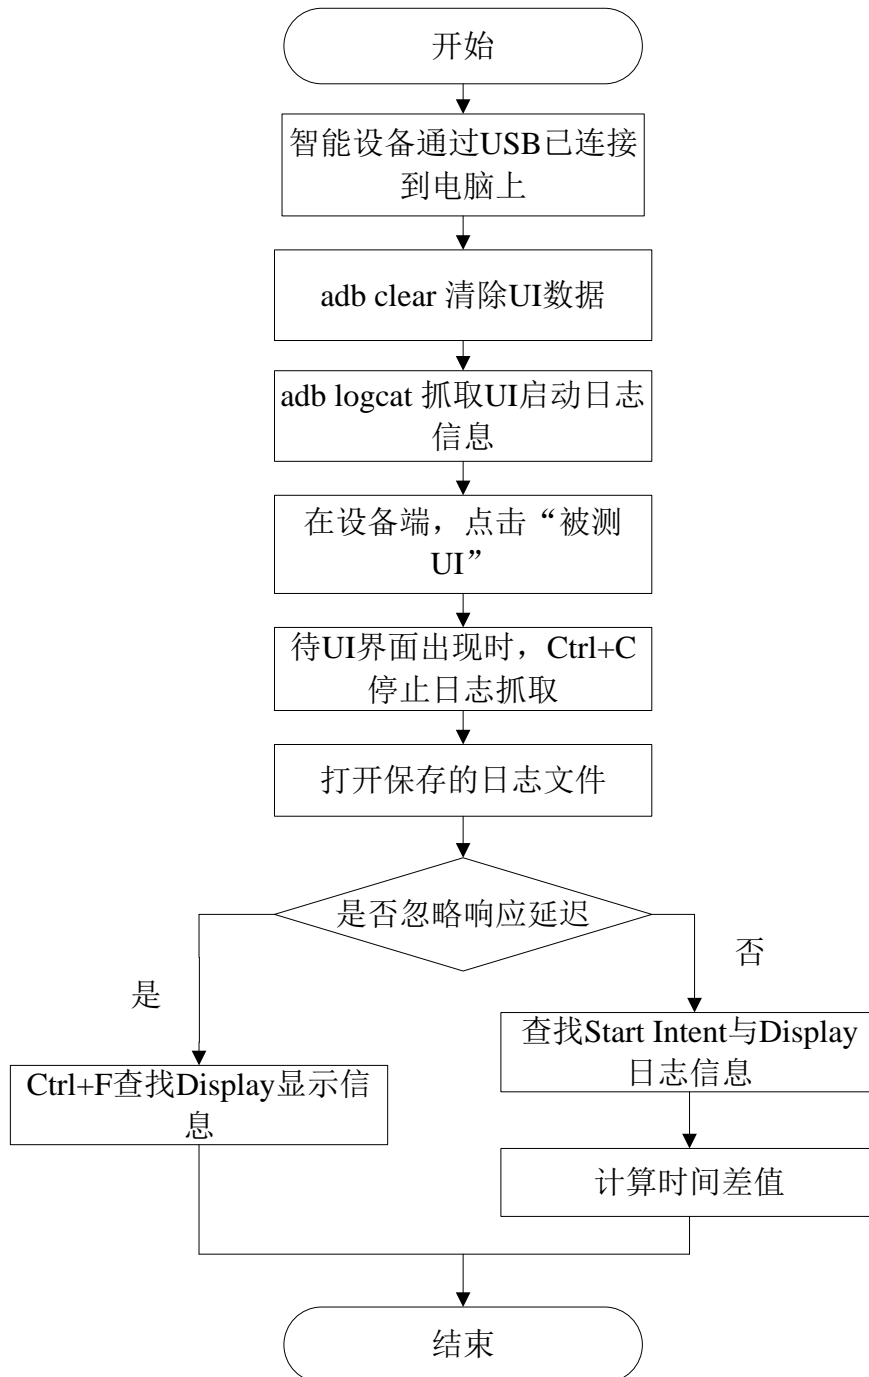 开始
智能设备通过USB已连接
到电脑上
adb clear 清除UI数据
adb logcat 抓取UI启动日志
信息
在设备端，点击“被测
UI”
待UI界面出现时，Ctrl+C
停止日志抓取
打开保存的日志文件
是否忽略响应延迟
否
是
查找Start Intent与Display
日志信息
Ctrl+F查找Display显示信
息
计算时间差值
结束